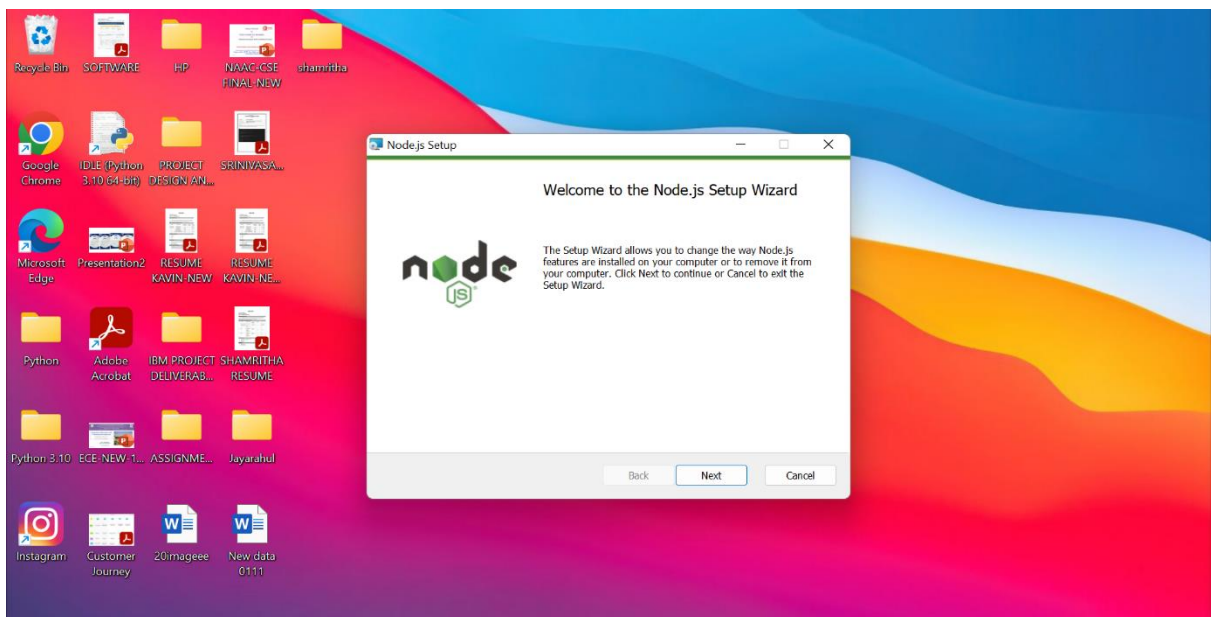 Recycle Bin
SOFTWARE
HP
NAAC-CSE
FINAL-NEW
shamritha
Google
Chrome
IDLE (Python
3.10 64-bit)
PROJECT
DESIGN AN...
SRINIVASA...
Microsoft
Edge
Presentation2
RESUME
KAVIN-NEW
RESUME
KAVIN-NE...
Python
Adobe
Acrobat
IBM PROJECT
DELIVERAB...
SHAMRITHA
RESUME
Python 3.10
ECE-NEW-1...
ASSIGNME...
Jayarahul
Instagram
Customer
Journey
20imageee
New data
0111
Node.js Setup
Welcome to the Node.js Setup Wizard
node
JS
The Setup Wizard allows you to change the way Node.js
features are installed on your computer or to remove it from
your computer. Click Next to continue or Cancel to exit the
Setup Wizard.
Back
Next
Cancel